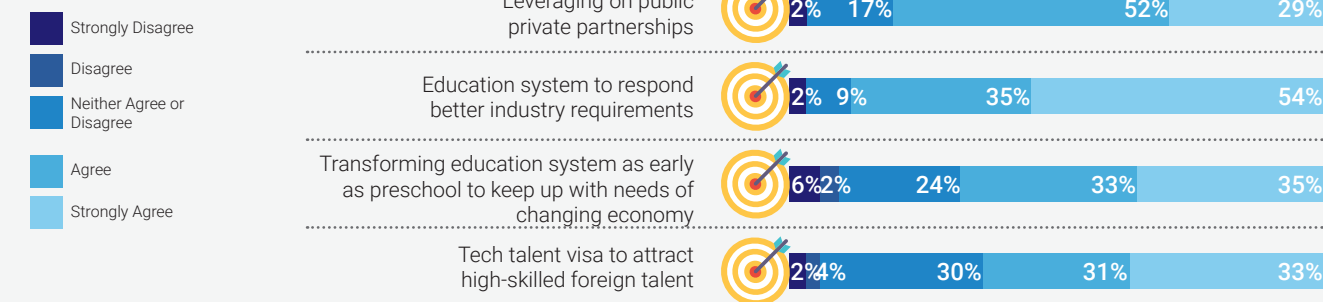 Strongly Disagree
Disagree
Neither Agree or
Disagree
Agree
Strongly Agree
Leveraging on public
private partnerships
2% 17% 52% 29%
Education system to respond
better industry requirements
2% 9% 35% 54%
Transforming education system as early
as preschool to keep up with needs of
changing economy
6% 2% 24% 33% 35%
Tech talent visa to attract
high-skilled foreign talent
2% 4% 30% 31% 33%